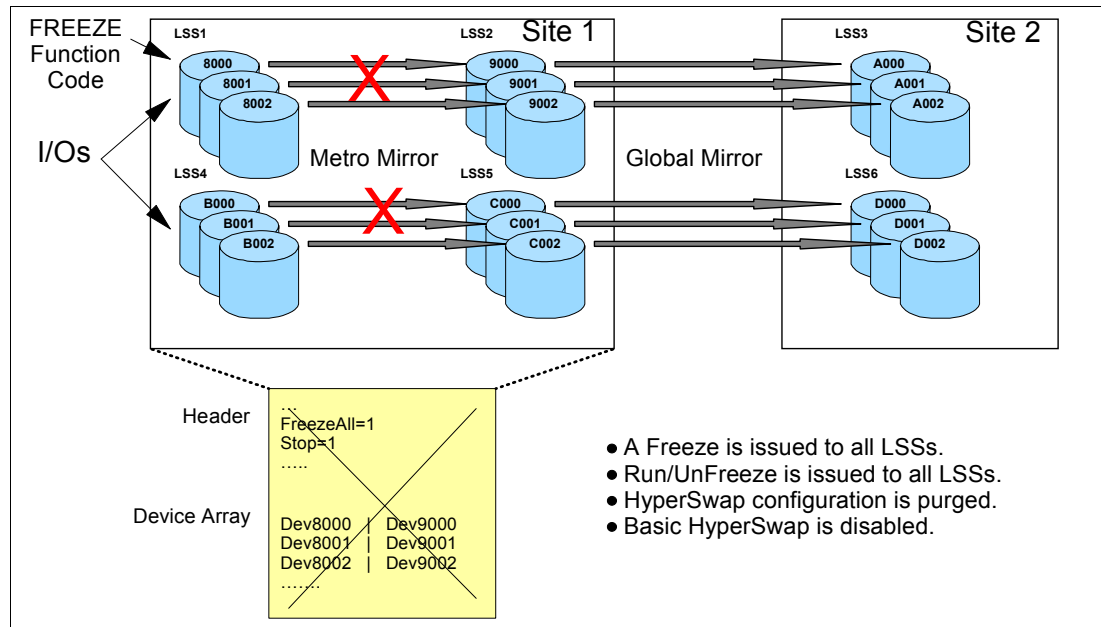 FREEZE
Function
Code
I/Os
LSS1
LSS2
Site 1
LSS3
Site 2
8000
8001
8002
9000
9001
9002
A000
A001
A002
Metro Mirror
Global Mirror
LSS4
LSS5
LSS6
B000
B001
B002
C000
C001
C002
D000
D001
D002
Header
...
FreezeAll=1
Stop=1
.....
Device Array
Dev8000 | Dev9000
Dev8001 | Dev9001
Dev8002 | Dev9002
.......
● A Freeze is issued to all LSSs.
● Run/UnFreeze is issued to all LSSs.
● HyperSwap configuration is purged.
● Basic HyperSwap is disabled.